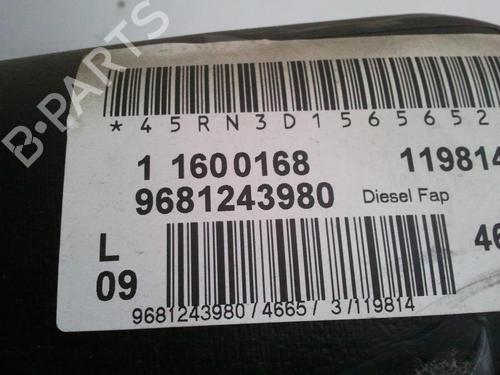 B-PARTS
*45RN3D1565652
1 1600168 119814
9681243980 Diesel Fap
L 46
09
9681243980/4665/3/119814